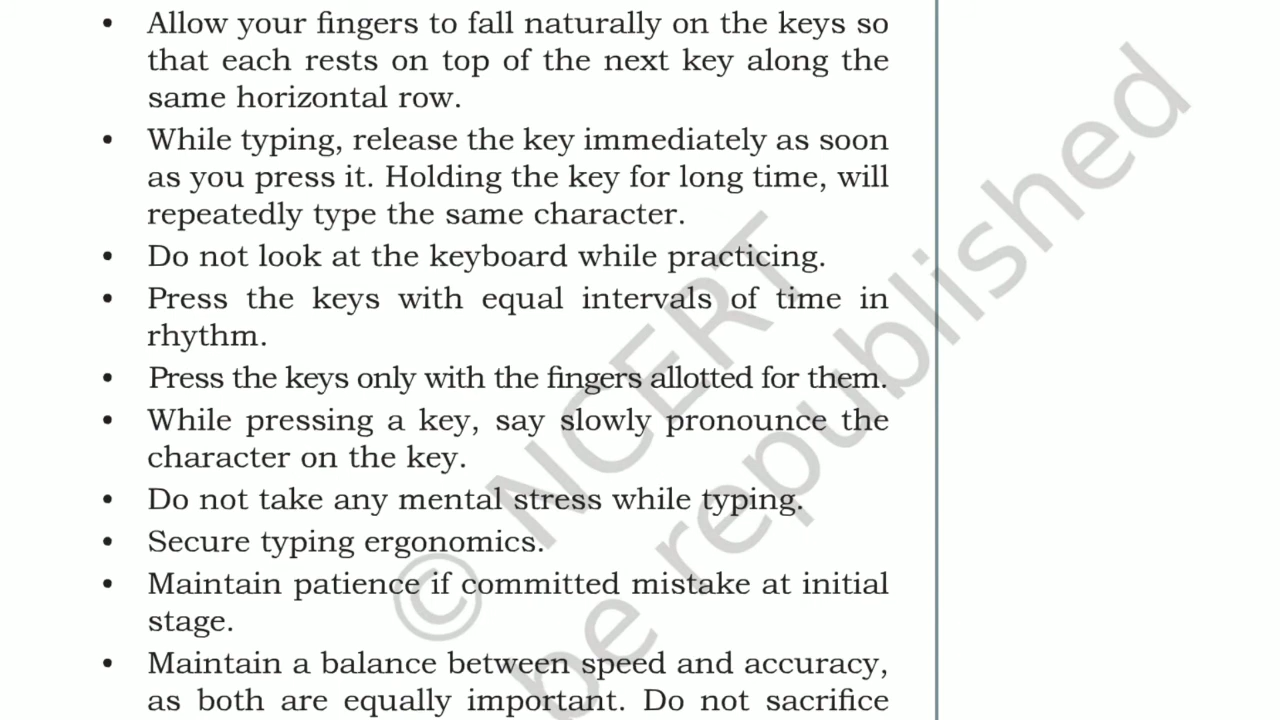 • Allow your fingers to fall naturally on the keys so
that each rests on top of the next key along the
same horizontal row.
• While typing, release the key immediately as soon
as you press it. Holding the key for long time, will
repeatedly type the same character.
• Do not look at the keyboard while practicing.
• Press the keys with equal intervals of time in
rhythm.
• Press the keys only with the fingers allotted for them.
• While pressing a key, say slowly pronounce the
character on the key.
• Do not take any mental stress while typing.
• Secure typing ergonomics.
• Maintain patience if committed mistake at initial
stage.
• Maintain a balance between speed and accuracy,
as both are equally important. Do not sacrifice
© NCERT
be republished